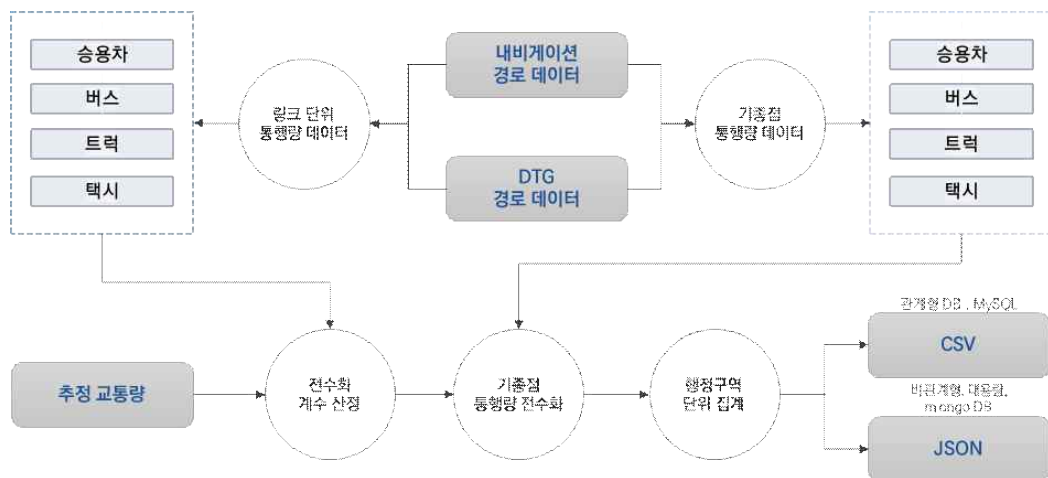 승용차
버스
트럭
택시
링크 단위
통행량 데이터
내비게이션
경로 데이터
DTG
경로 데이터
기종점
통행량 데이터
승용차
버스
트럭
택시
추정 교통량
전수화
계수 산정
기종점
통행량 전수화
행정구역
단위 집계
관계형 DB , MySQL
CSV
비관계형, 대용량,
mongo DB
JSON